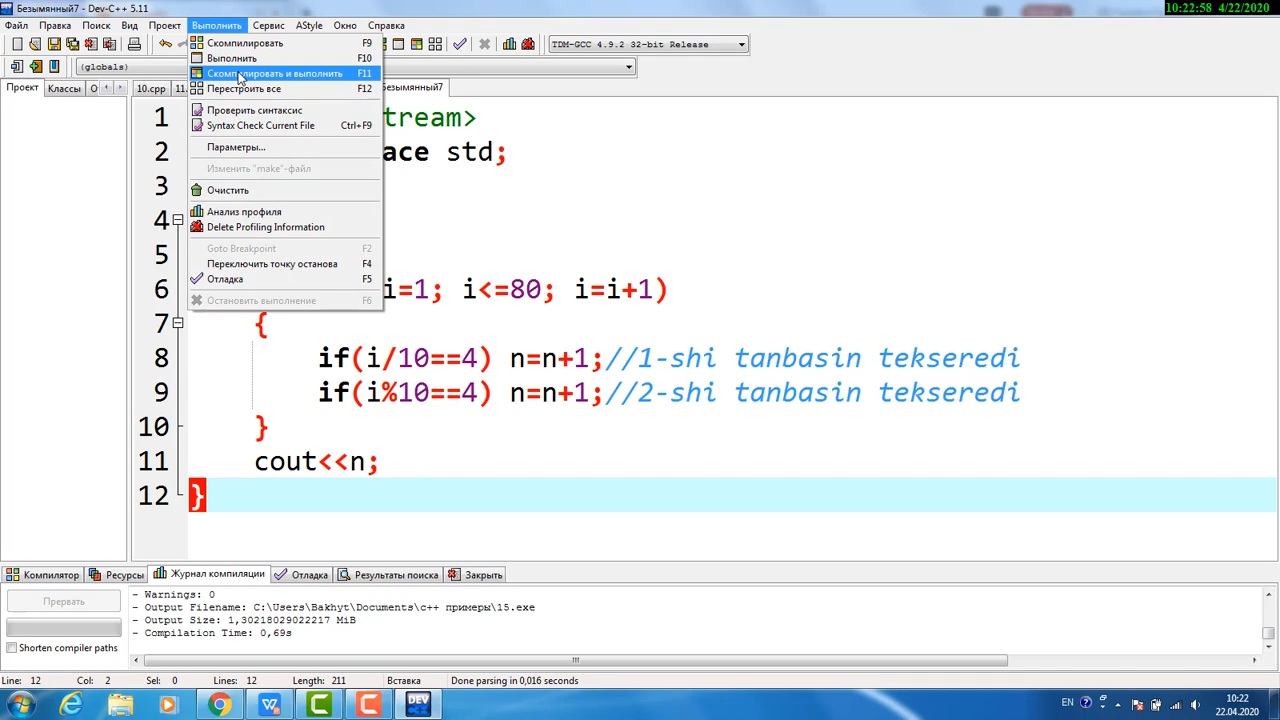 Безымянный7 - Dev-C++ 5.11
10:22:58 4/22/2020
Файл Правка Поиск Вид Проект Выполнить Сервис AStyle Окно Справка
TDM-GCC 4.9.2 32-bit Release
(globals)
Проект Классы О
10.cpp 11. Безымянный7
Скомпилировать F9
Выполнить F10
Скомпилировать и выполнить F11
Перестроить все F12
Проверить синтаксис
Syntax Check Current File Ctrl+F9
Параметры...
Изменить "make"-файл
Очистить
Анализ профиля
Delete Profiling Information
Goto Breakpoint F2
Переключить точку останова F4
Отладка F5
Остановить выполнение F6
1 tream>
2 ace std;
3
4
5
6 i=1; i<=80; i=i+1)
7 {
8 if(i/10==4) n=n+1;//1-shi tanbasin tekseredi
9 if(i%10==4) n=n+1;//2-shi tanbasin tekseredi
10 }
11 cout<<n;
12 }
Компилятор Ресурсы Журнал компиляции Отладка Результаты поиска Закрыть
Прервать
Shorten compiler paths
- Warnings: 0
- Output Filename: C:\Users\Bakhyt\Documents\c++ примеры\15.exe
- Output Size: 1,30218029022217 MiB
- Compilation Time: 0,69s
Line: 12 Col: 2 Sel: 0 Lines: 12 Length: 211 Вставка Done parsing in 0,016 seconds
DEV C++
EN
10:22
22.04.2020